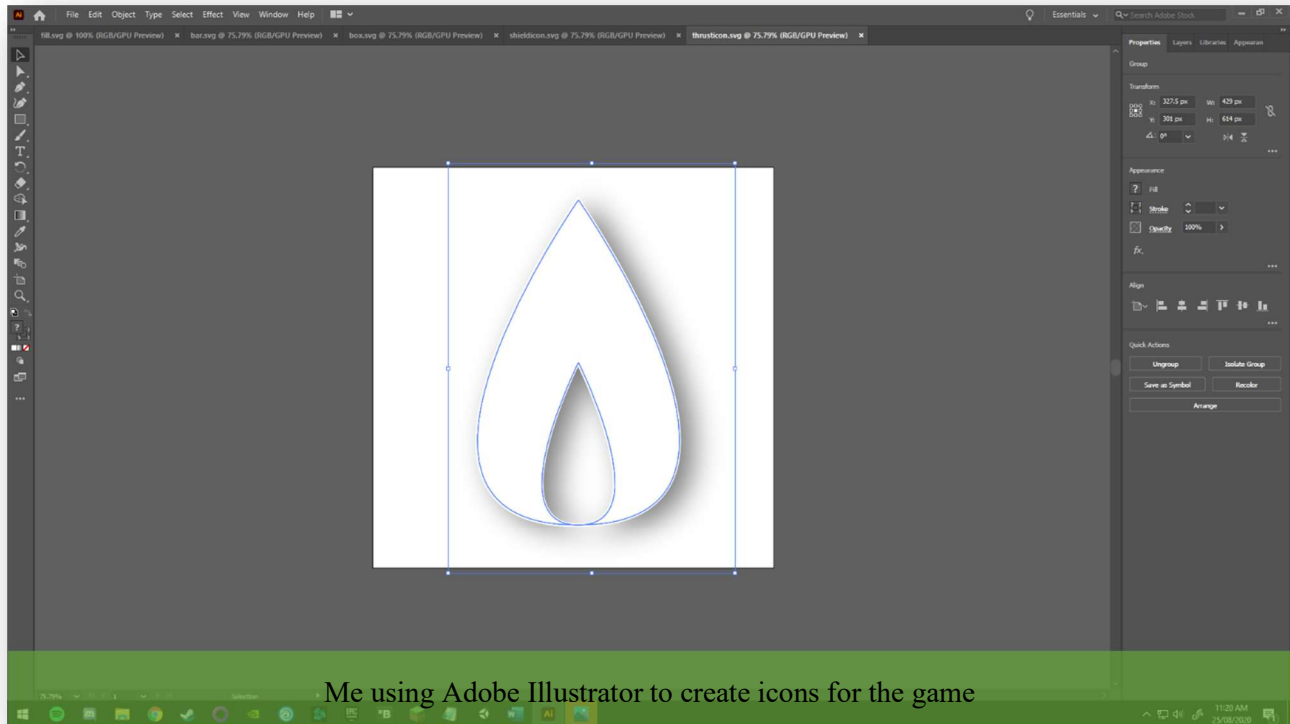 Ai File Edit Object Type Select Effect View Window Help Essentials Search Adobe Stock
fill.svg @ 100% (RGB/GPU Preview) × bar.svg @ 75.79% (RGB/GPU Preview) × box.svg @ 75.79% (RGB/GPU Preview) × shieldicon.svg @ 75.79% (RGB/GPU Preview) × thrusticon.svg @ 75.79% (RGB/GPU Preview) ×
Properties Layers Libraries Appearan
Group
Transform
X: 327.5 px W: 429 px
Y: 301 px H: 614 px
0°
Appearance
? Fill
Stroke
Opacity 100%
fx.
Align
Quick Actions
Ungroup Isolate Group
Save as Symbol Recolor
Arrange
75.79% 1 Selection
Me using Adobe Illustrator to create icons for the game
11:20 AM
25/08/2020